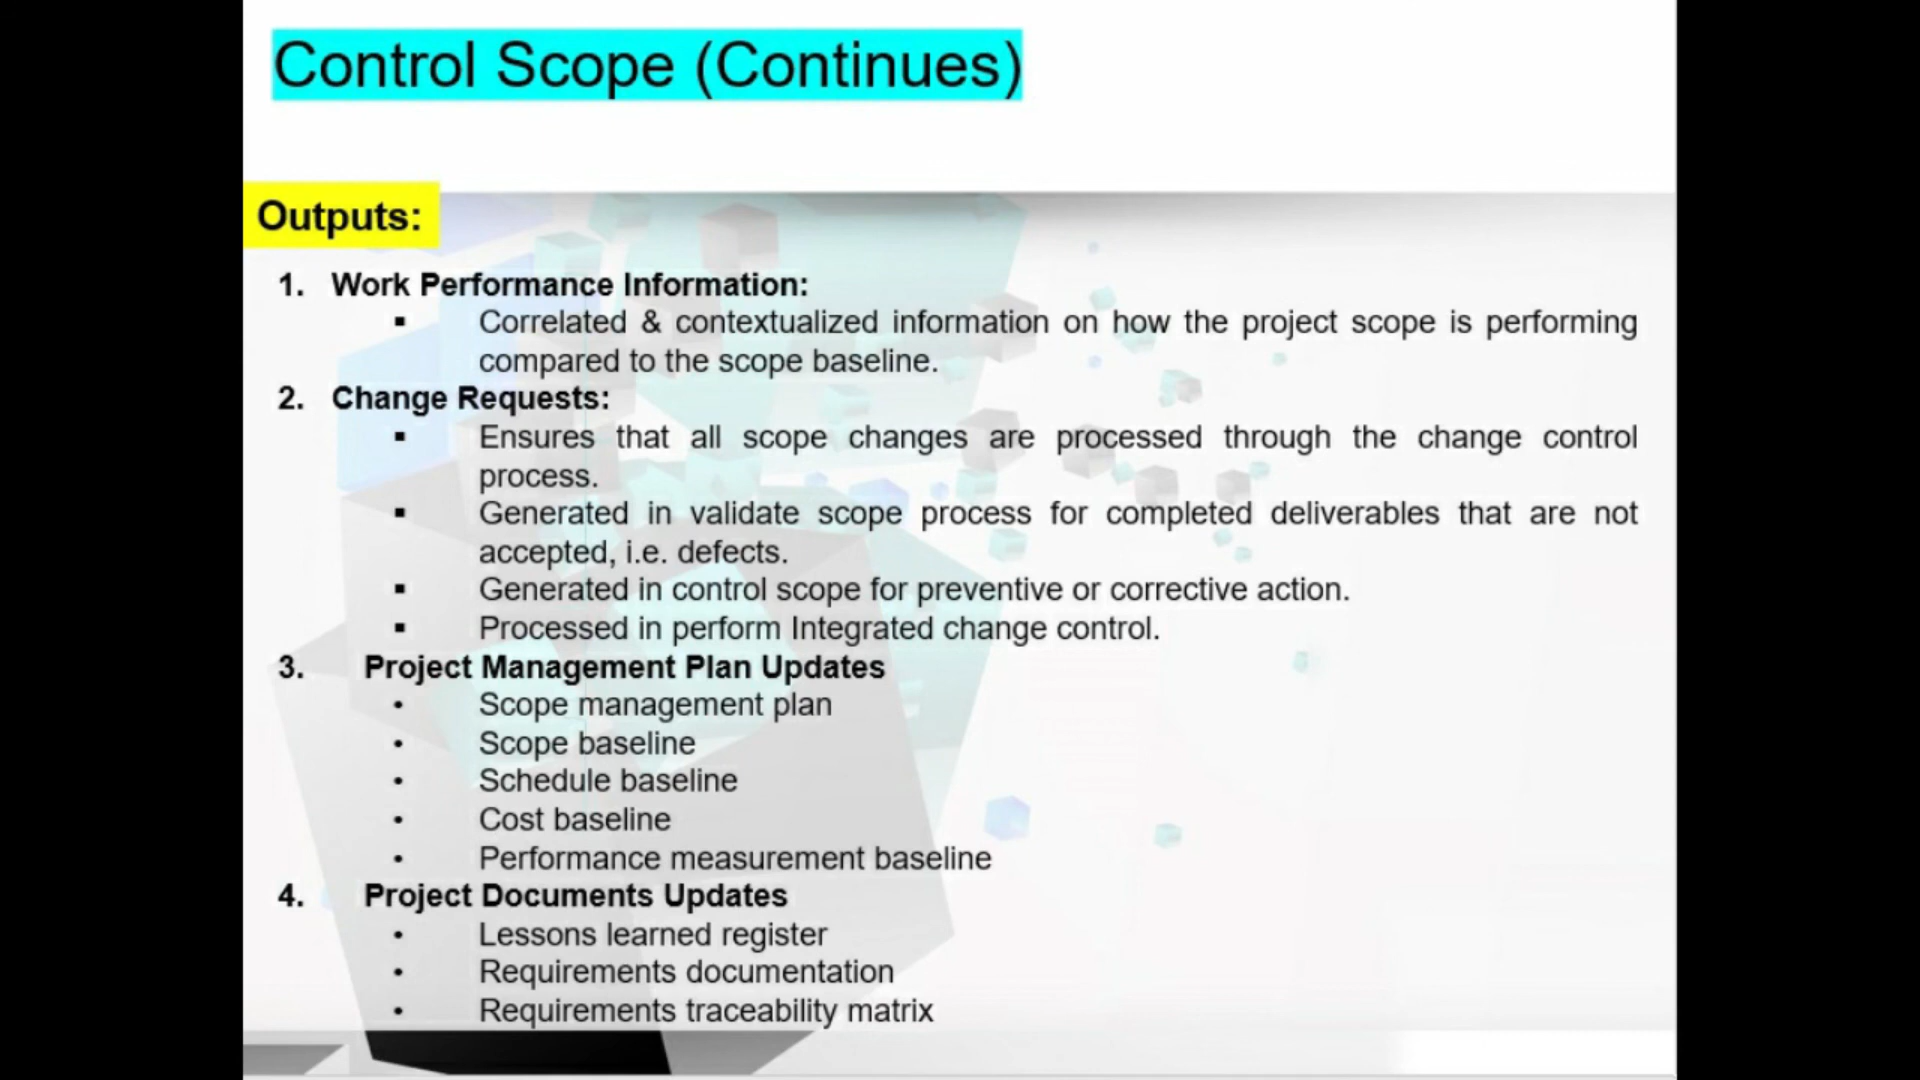 Control Scope (Continues)
Outputs:
1. Work Performance Information:
▪ Correlated & contextualized information on how the project scope is performing
compared to the scope baseline.
2. Change Requests:
▪ Ensures that all scope changes are processed through the change control
process.
▪ Generated in validate scope process for completed deliverables that are not
accepted, i.e. defects.
▪ Generated in control scope for preventive or corrective action.
▪ Processed in perform Integrated change control.
3. Project Management Plan Updates
• Scope management plan
• Scope baseline
• Schedule baseline
• Cost baseline
• Performance measurement baseline
4. Project Documents Updates
• Lessons learned register
• Requirements documentation
• Requirements traceability matrix